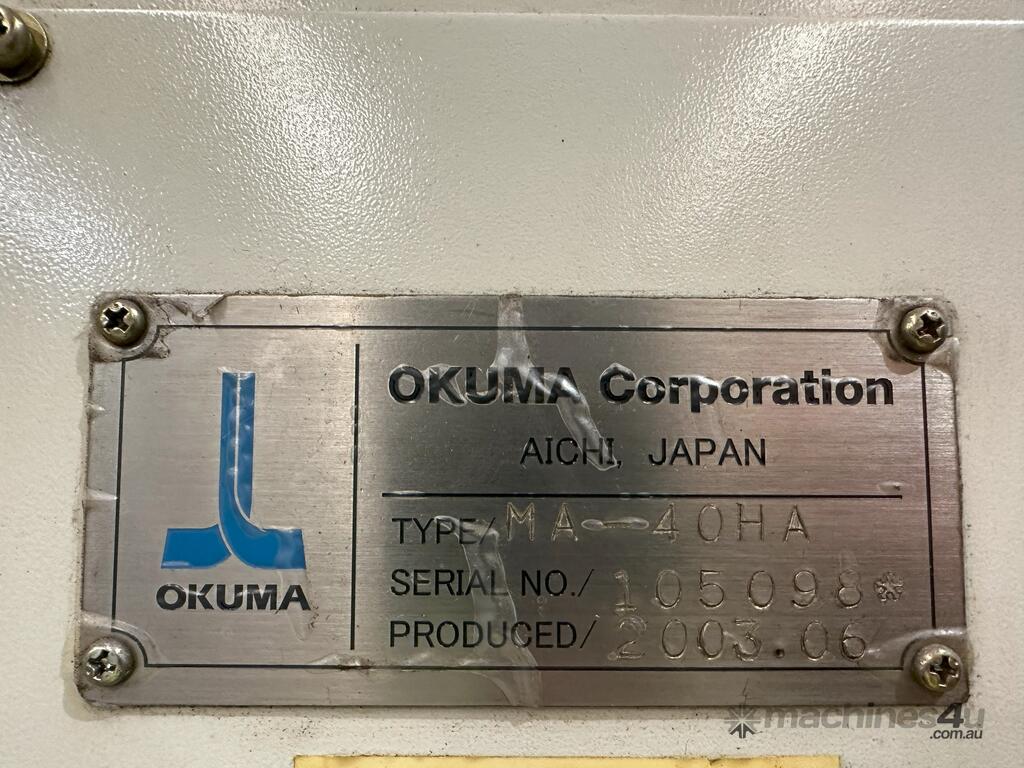 OKUMA
OKUMA Corporation
AICHI, JAPAN
TYPE/ MA-40HA
SERIAL NO./ 105098*
PRODUCED/ 2003.06
machines4u
.com.au